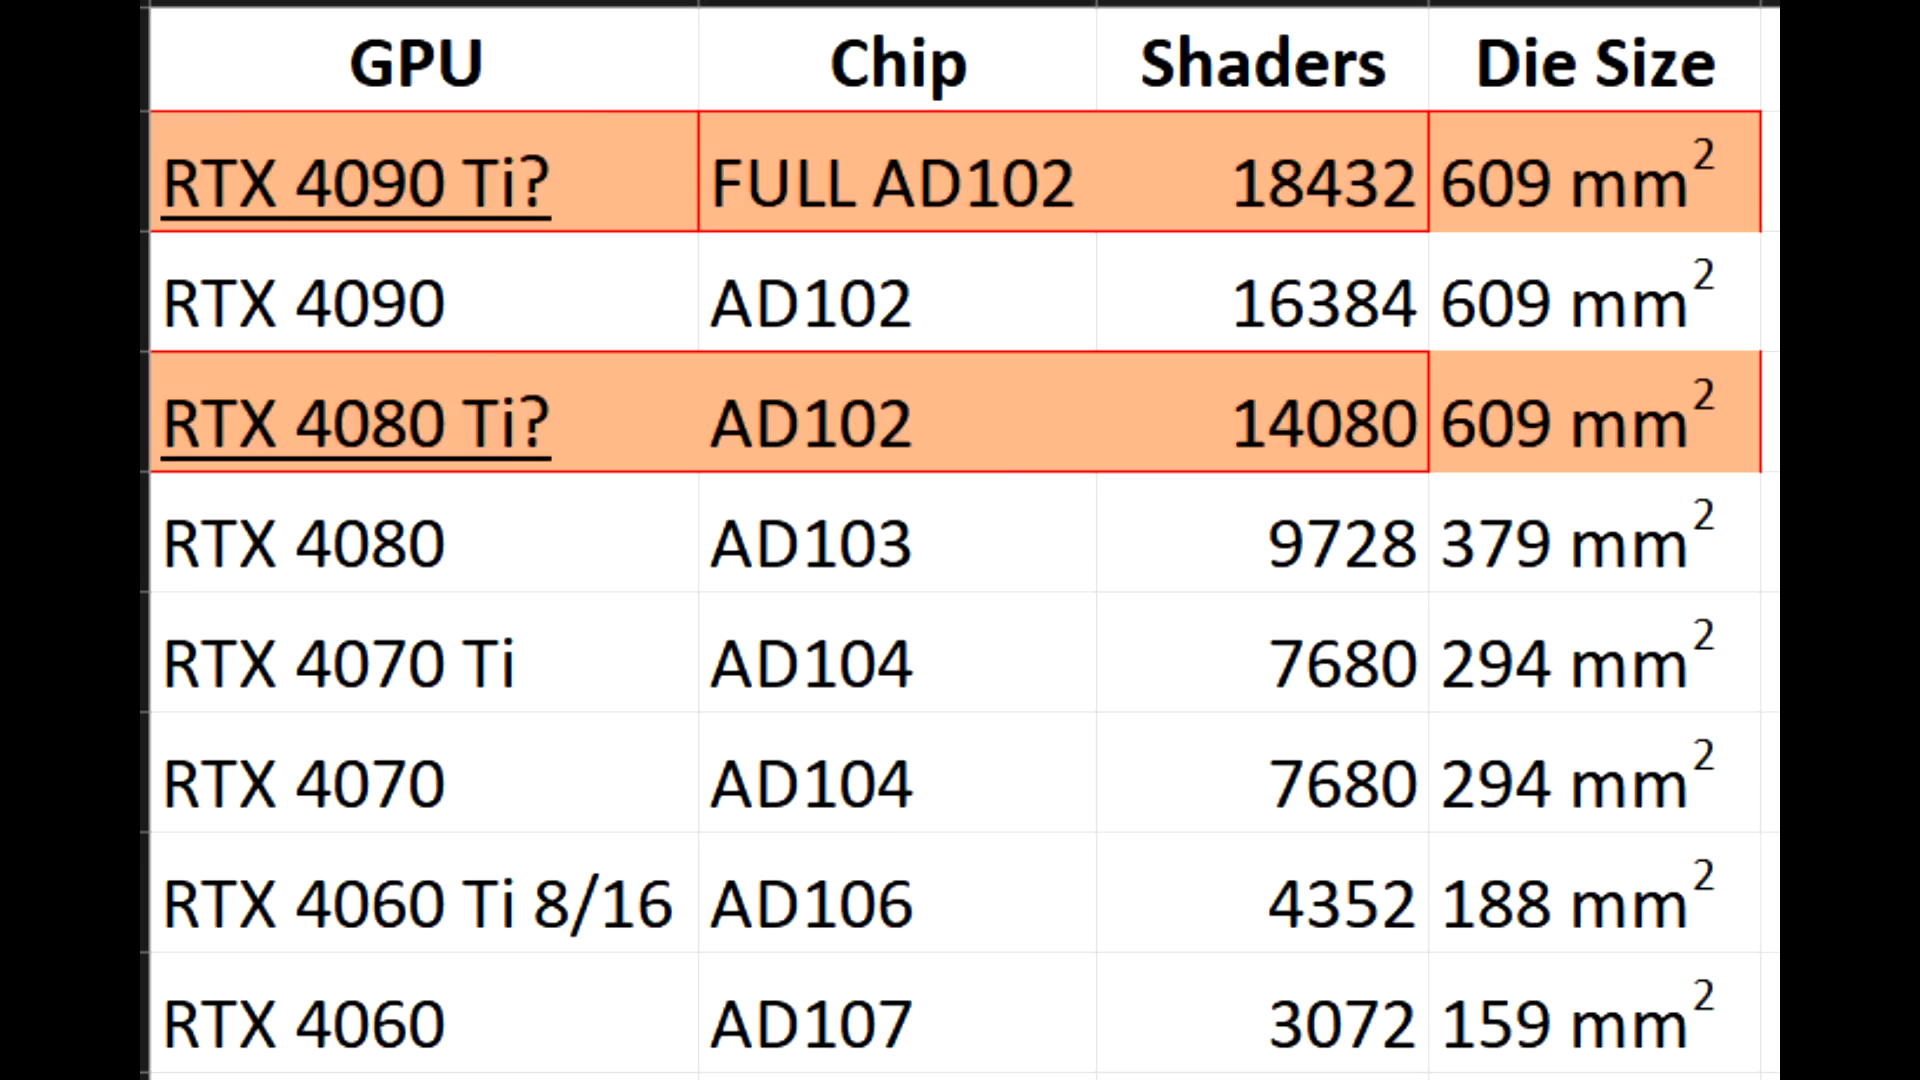 GPU Chip Shaders Die Size
RTX 4090 Ti? FULL AD102 18432 609 mm²
RTX 4090 AD102 16384 609 mm²
RTX 4080 Ti? AD102 14080 609 mm²
RTX 4080 AD103 9728 379 mm²
RTX 4070 Ti AD104 7680 294 mm²
RTX 4070 AD104 7680 294 mm²
RTX 4060 Ti 8/16 AD106 4352 188 mm²
RTX 4060 AD107 3072 159 mm²